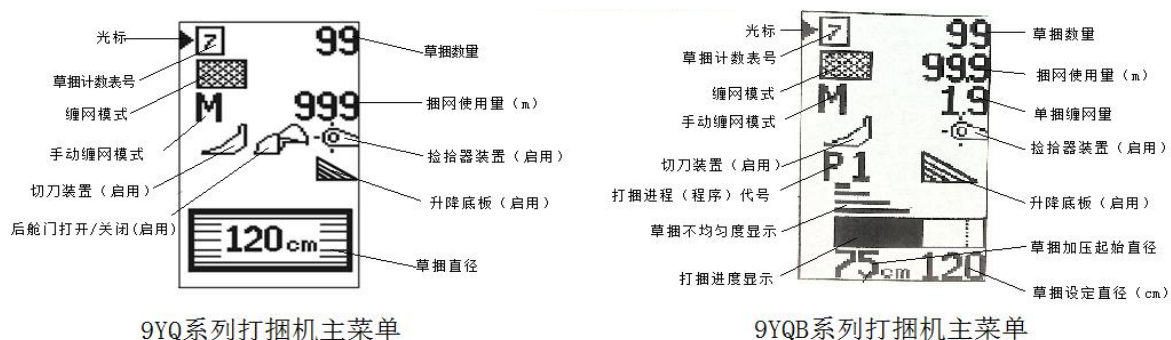 光标
草捆计数表号
缠网模式
手动缠网模式
切刀装置（启用）
后舱门打开/关闭(启用)
7
99
M
999
120cm
草捆数量
捆网使用量（m）
捡拾器装置（启用）
升降底板（启用）
草捆直径
9YQ系列打捆机主菜单
光标
草捆计数表号
缠网模式
手动缠网模式
切刀装置（启用）
打捆进程（程序）代号
草捆不均匀度显示
打捆进度显示
7
99
999
M
1.9
P1
75cm 120
草捆数量
捆网使用量（m）
单捆缠网量
捡拾器装置（启用）
升降底板（启用）
草捆加压起始直径
草捆设定直径（cm）
9YQB系列打捆机主菜单